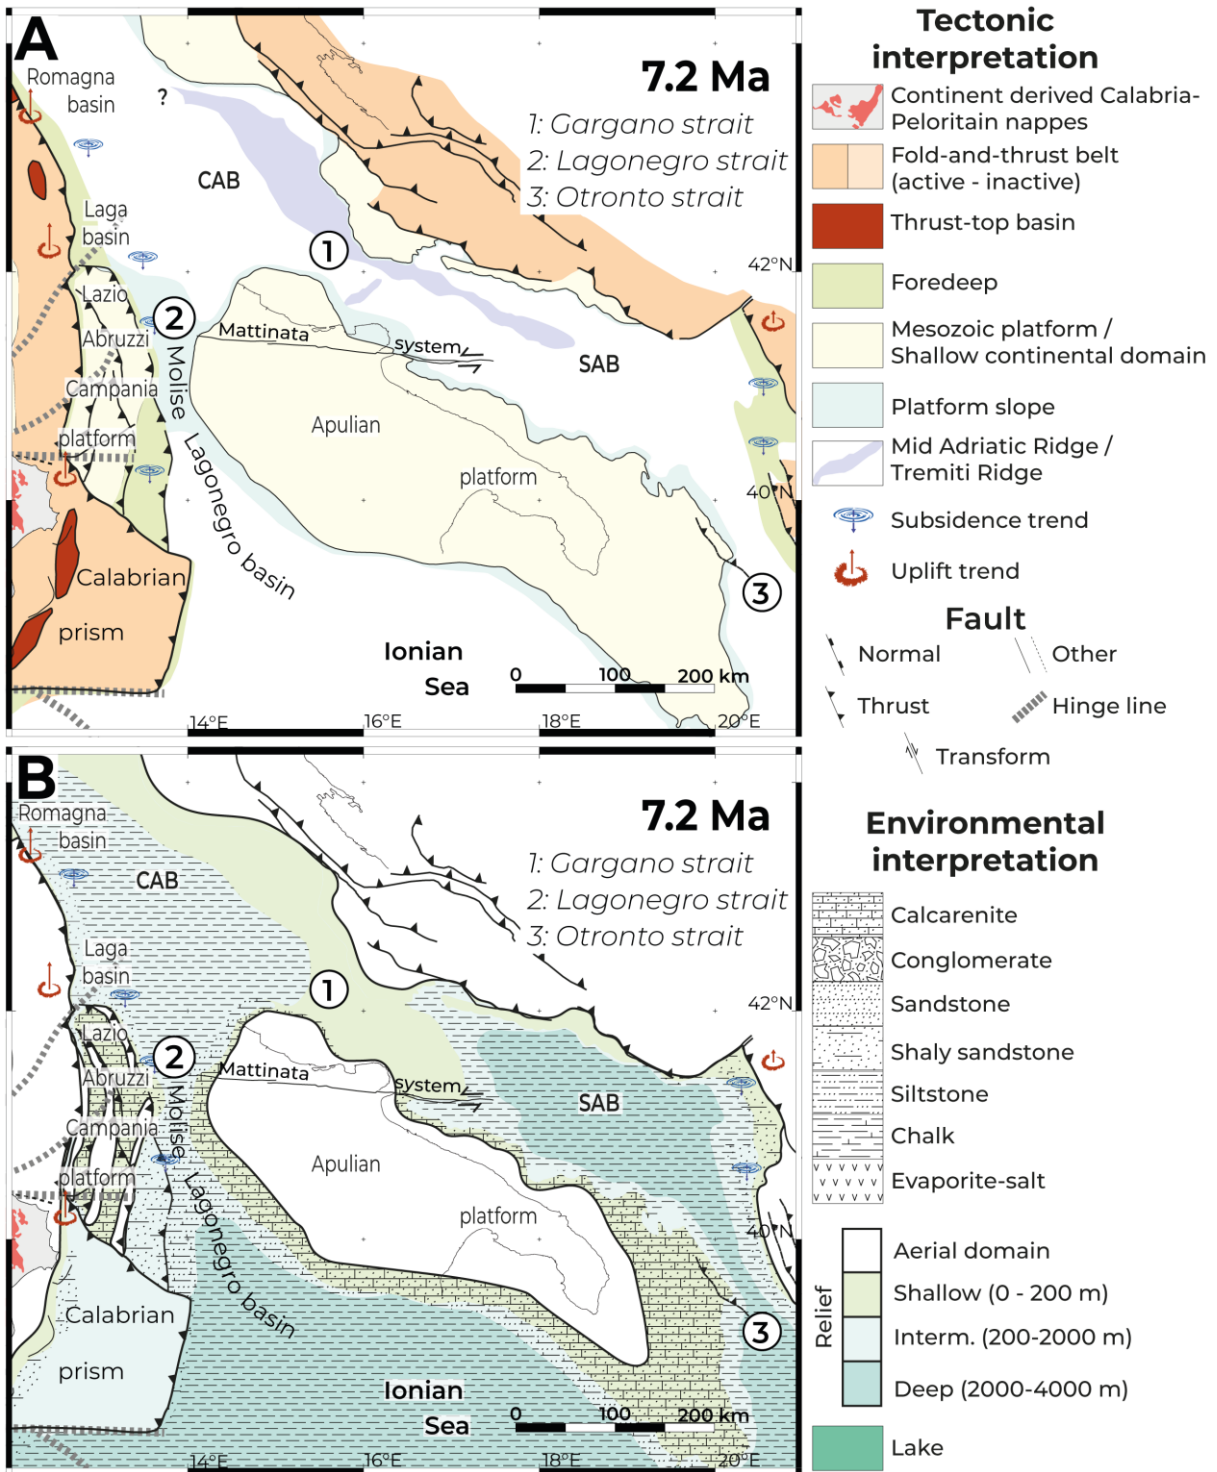 A
7.2 Ma
1: Gargano strait
2: Lagonegro strait
3: Otronto strait
Romagna
basin
?
CAB
Laga
basin
1
42°N
Lazio
2
Mattinata
system
Abruzzi
Molise
SAB
Campania
Apulian
platform
platform
40°N
Lagonegro basin
Calabrian
prism
3
Ionian
Sea
0 100 200 km
14°E 16°E 18°E 20°E
B
7.2 Ma
1: Gargano strait
2: Lagonegro strait
3: Otronto strait
Romagna
basin
CAB
Laga
basin
1
42°N
Lazio
2
Mattinata
system
Abruzzi
Molise
SAB
Campania
Apulian
platform
platform
40°N
Lagonegro basin
Calabrian
prism
3
Ionian
Sea
0 100 200 km
14°E 16°E 18°E 20°E
Tectonic
interpretation
Continent derived Calabria-
Peloritain nappes
Fold-and-thrust belt
(active - inactive)
Thrust-top basin
Foredeep
Mesozoic platform /
Shallow continental domain
Platform slope
Mid Adriatic Ridge /
Tremiti Ridge
Subsidence trend
Uplift trend
Fault
Normal
Other
Thrust
Hinge line
Transform
Environmental
interpretation
Calcarenite
Conglomerate
Sandstone
Shaly sandstone
Siltstone
Chalk
Evaporite-salt
Relief
Aerial domain
Shallow (0 - 200 m)
Interm. (200-2000 m)
Deep (2000-4000 m)
Lake